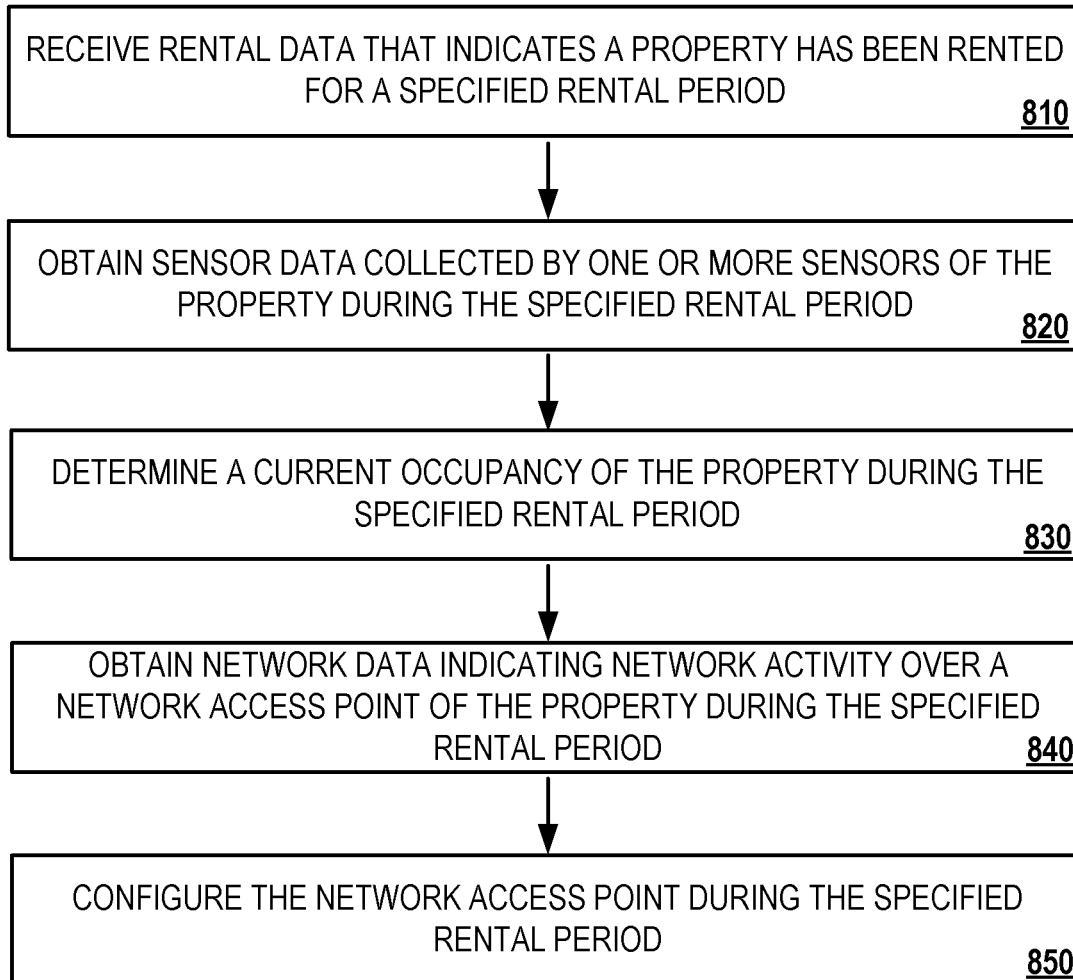 RECEIVE RENTAL DATA THAT INDICATES A PROPERTY HAS BEEN RENTED
FOR A SPECIFIED RENTAL PERIOD
810
OBTAIN SENSOR DATA COLLECTED BY ONE OR MORE SENSORS OF THE
PROPERTY DURING THE SPECIFIED RENTAL PERIOD
820
DETERMINE A CURRENT OCCUPANCY OF THE PROPERTY DURING THE
SPECIFIED RENTAL PERIOD
830
OBTAIN NETWORK DATA INDICATING NETWORK ACTIVITY OVER A
NETWORK ACCESS POINT OF THE PROPERTY DURING THE SPECIFIED
RENTAL PERIOD
840
CONFIGURE THE NETWORK ACCESS POINT DURING THE SPECIFIED
RENTAL PERIOD
850